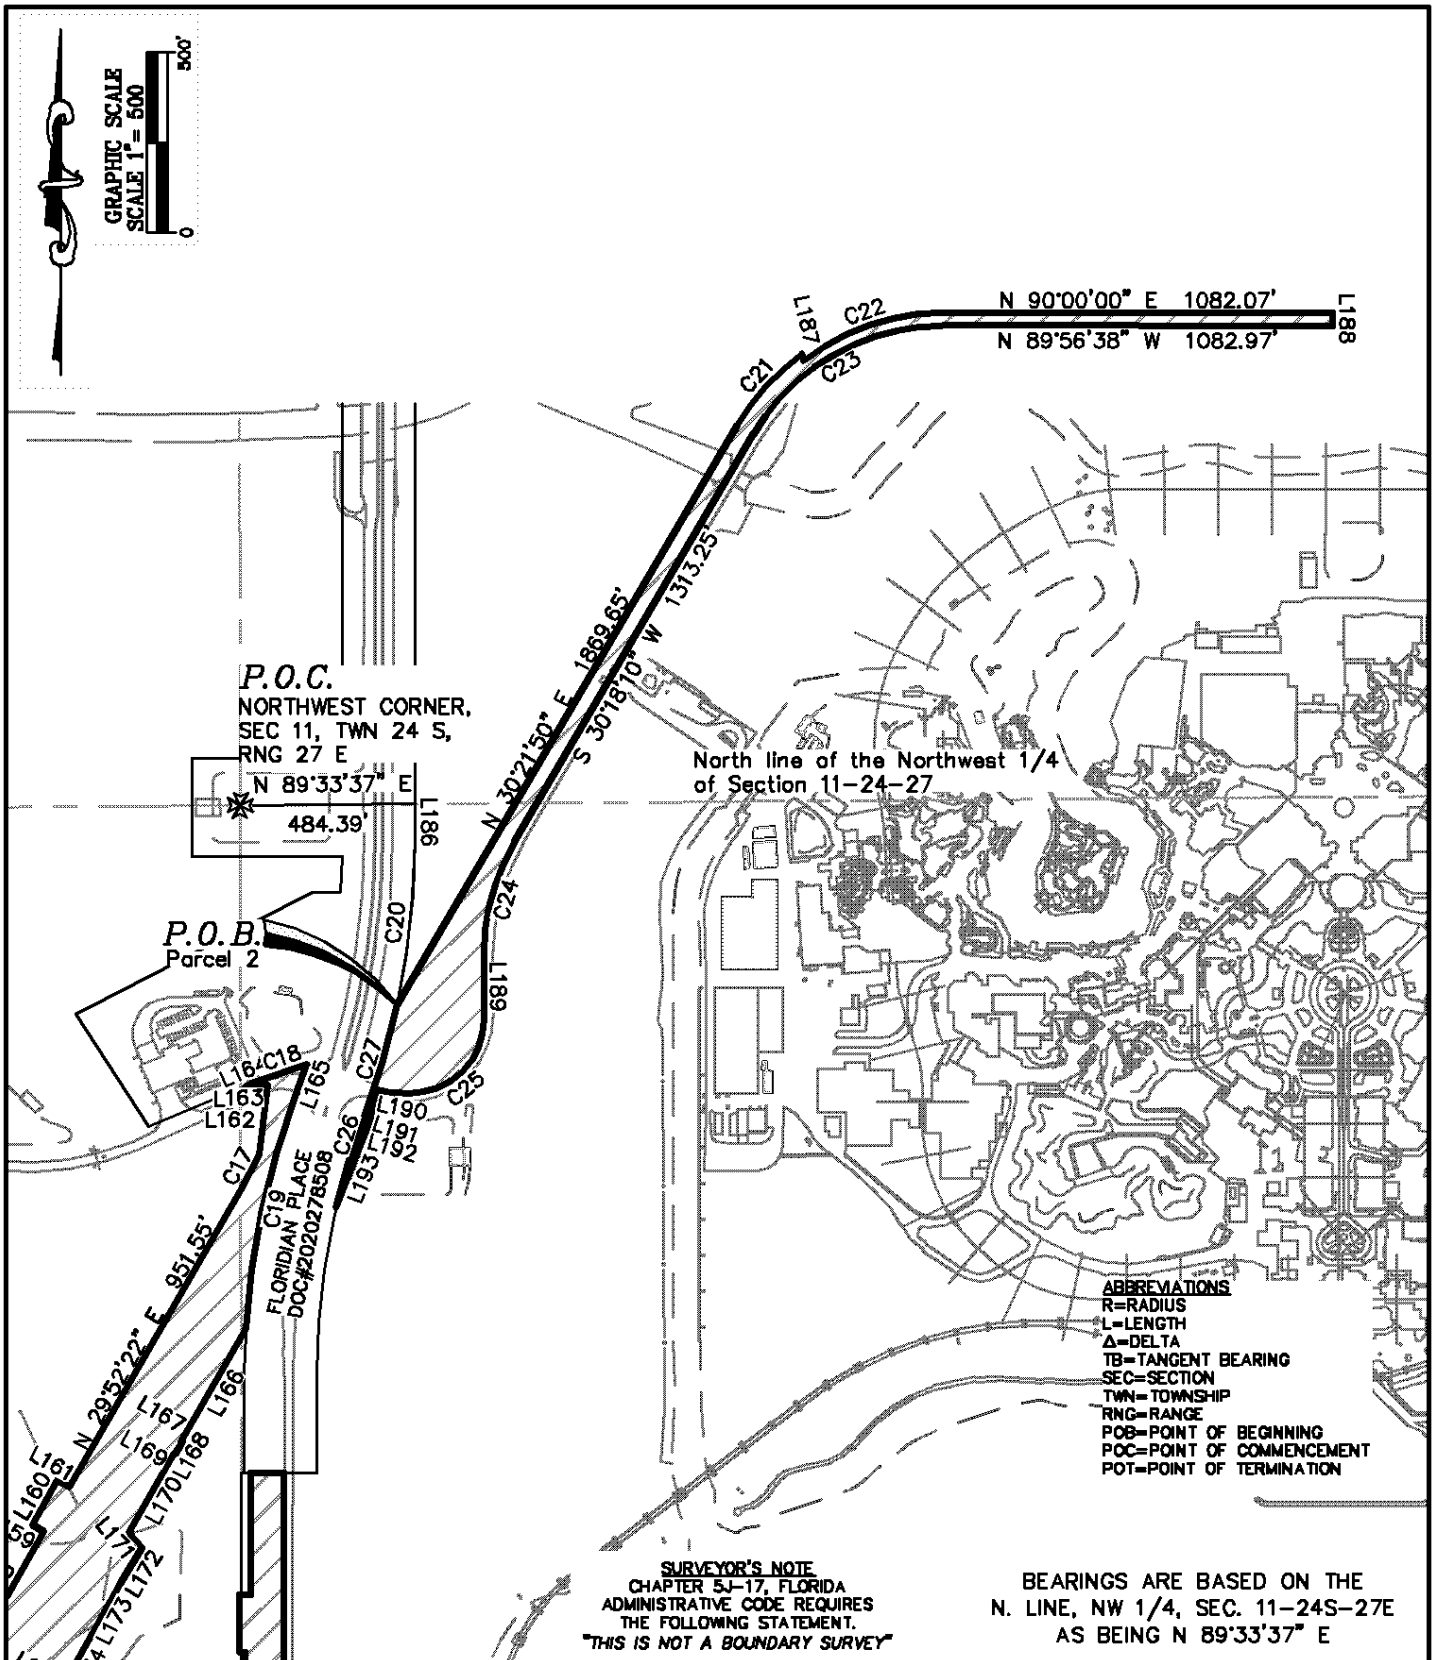 GRAPHIC SCALE
SCALE 1"= 500
0
500'
N 90°00'00" E 1082.07'
N 89°56'38" W 1082.97'
L188
L187
C22
C23
C21
N 30°21'50" E 1869.65'
S 30°18'10" W 1313.25'
P.O.C.
NORTHWEST CORNER,
SEC 11, TWN 24 S,
RNG 27 E
N 89°33'37" E
484.39'
L186
North line of the Northwest 1/4
of Section 11-24-27
C20
C24
P.O.B.
Parcel 2
L189
C27
C25
L164
C18
L165
L163
L162
L190
L191
L192
C26
L193
C17
C19
FLORIDIAN PLACE
DOC#20202078508
N 29°52'22" E 951.55'
L166
L167
L168
L169
L170
L161
L160
L171
L172
L173
ABBREVIATIONS
R=RADIUS
L=LENGTH
Δ=DELTA
TB=TANGENT BEARING
SEC=SECTION
TWN=TOWNSHIP
RNG=RANGE
POB=POINT OF BEGINNING
POC=POINT OF COMMENCEMENT
POT=POINT OF TERMINATION
SURVEYOR'S NOTE
CHAPTER 5J-17, FLORIDA
ADMINISTRATIVE CODE REQUIRES
THE FOLLOWING STATEMENT.
"THIS IS NOT A BOUNDARY SURVEY"
BEARINGS ARE BASED ON THE
N. LINE, NW 1/4, SEC. 11-24S-27E
AS BEING N 89°33'37" E